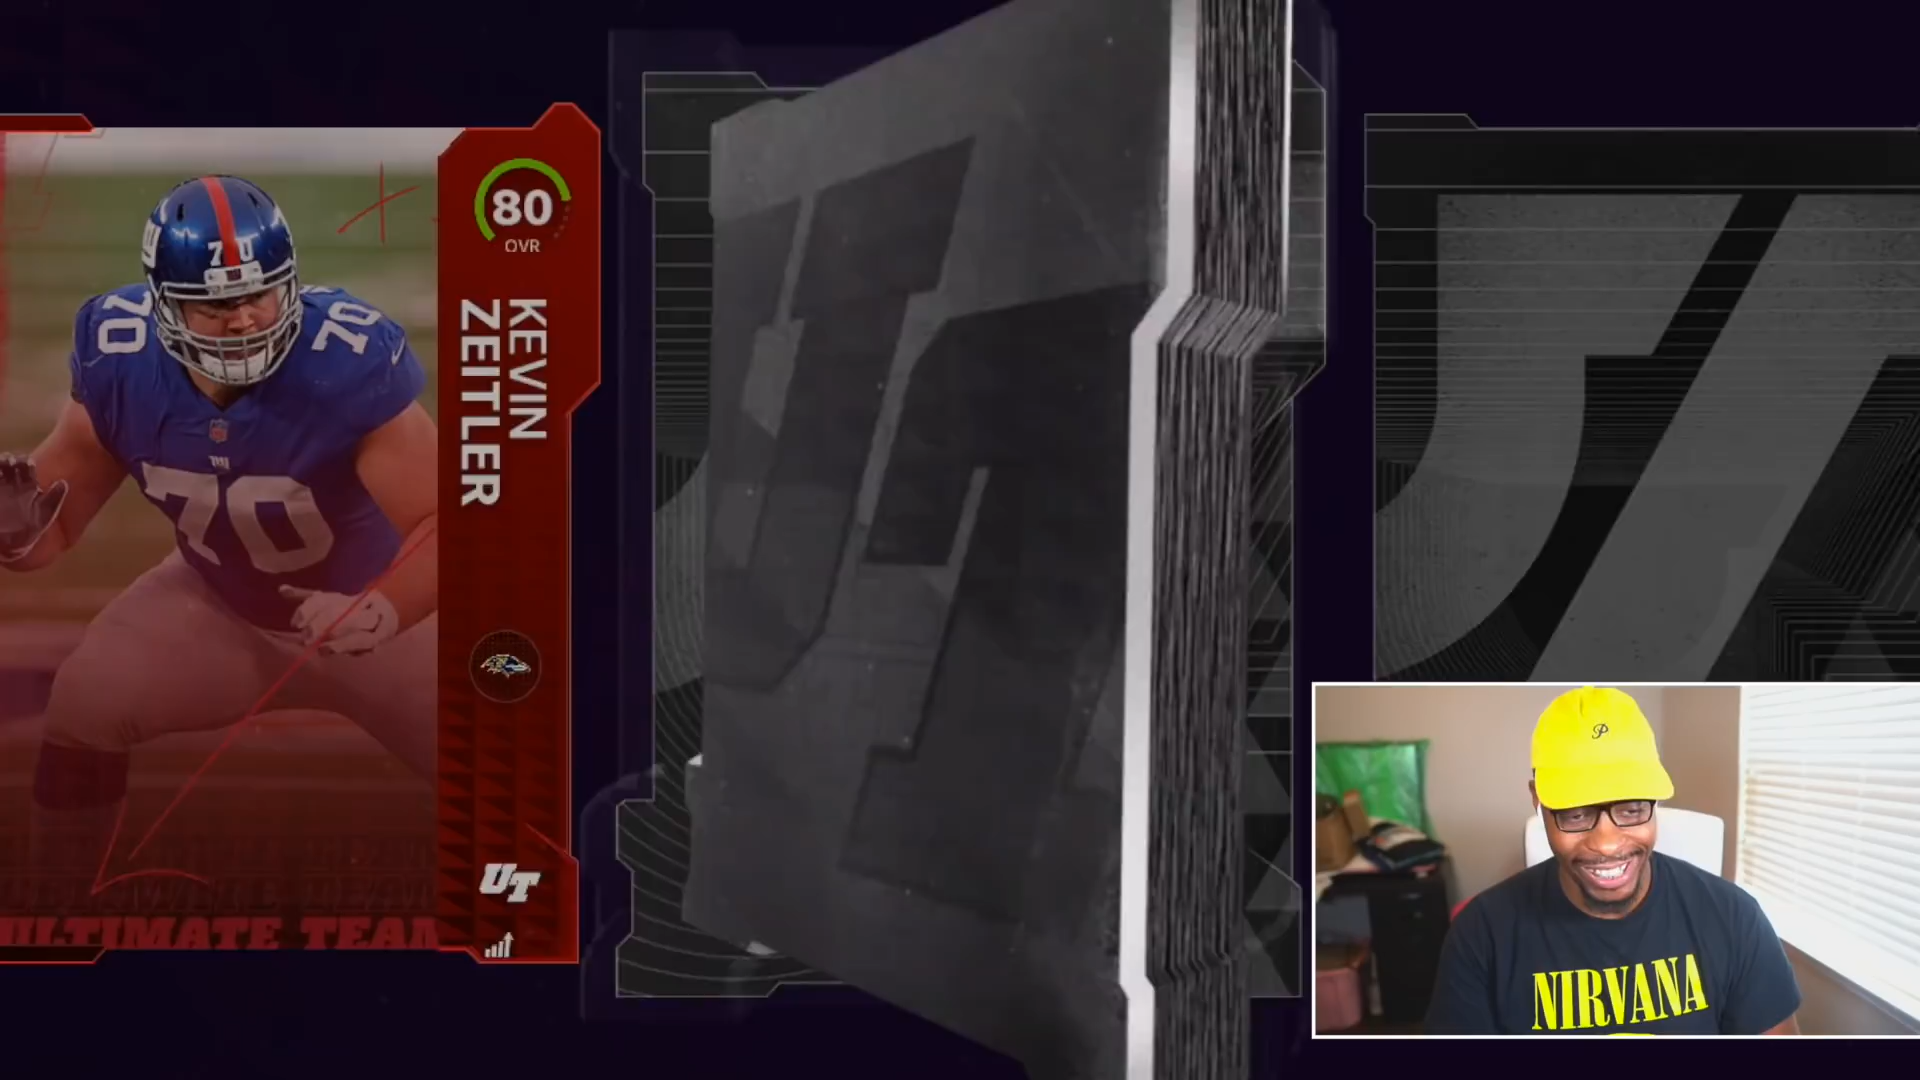 80
OVR
KEVIN
ZEITLER
70
70
70
70
UT
ULTIMATE TEAM
P
NIRVANA